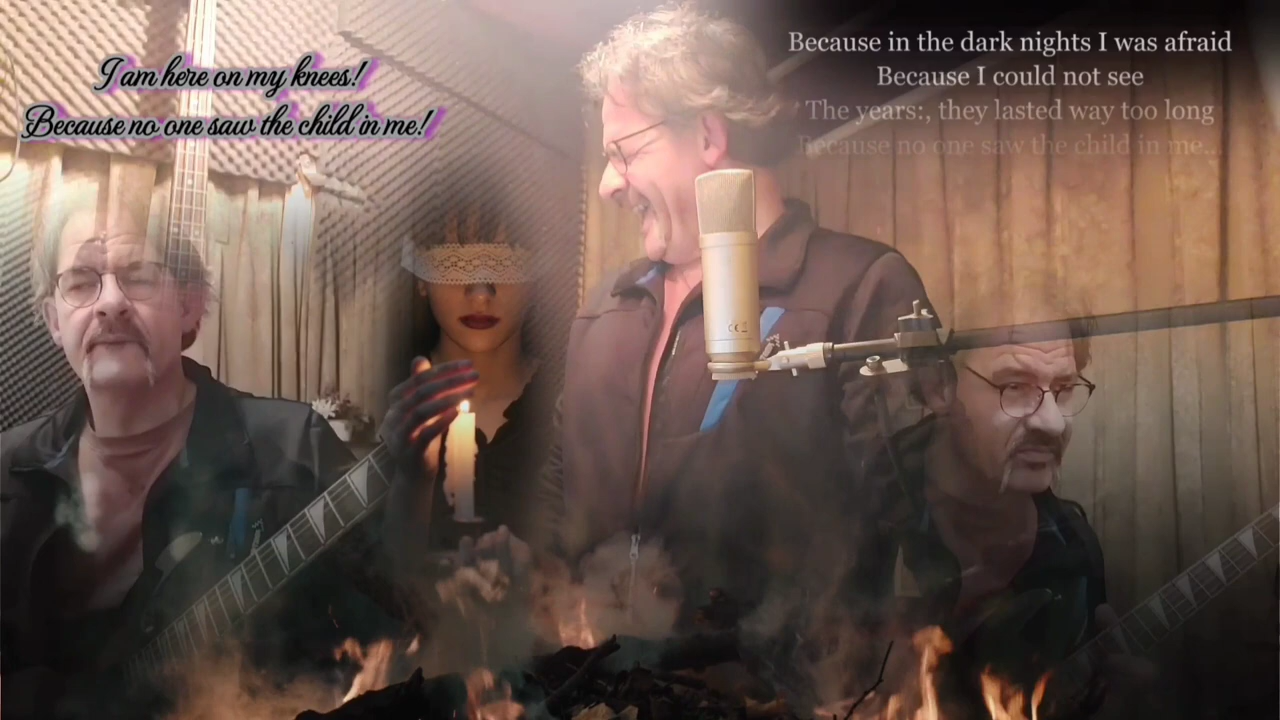 I am here on my knees!
Because no one saw the child in me!
Because in the dark nights I was afraid
Because I could not see
The years:, they lasted way too long
Because no one saw the child in me...
CE